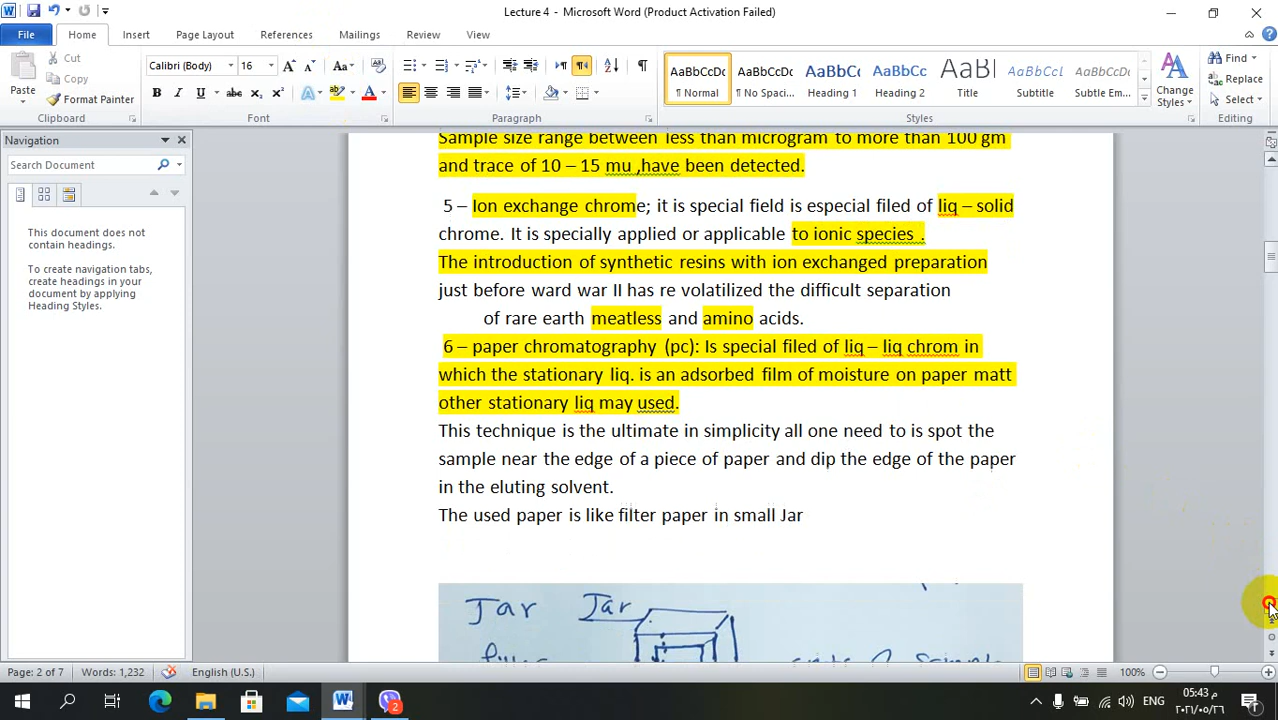 Lecture 4 - Microsoft Word (Product Activation Failed)
File Home Insert Page Layout References Mailings Review View
Cut
Copy
Format Painter
Paste
Clipboard
Calibri (Body) 16
Font
Paragraph
AaBbCcDc AaBbCcDc AaBbCc AaBbCc AaBl AaBbCcl AaBbCcDc
¶ Normal ¶ No Spaci... Heading 1 Heading 2 Title Subtitle Subtle Em...
Styles
Change Styles
Find
Replace
Select
Editing
Navigation
Search Document
This document does not contain headings.
To create navigation tabs, create headings in your document by applying Heading Styles.
Sample size range between less than microgram to more than 100 gm
and trace of 10 – 15 mu ,have been detected.
5 – Ion exchange chrome; it is special field is especial filed of liq – solid
chrome. It is specially applied or applicable to ionic species .
The introduction of synthetic resins with ion exchanged preparation
just before ward war II has re volatilized the difficult separation
of rare earth meatless and amino acids.
6 – paper chromatography (pc): Is special filed of liq – liq chrom in
which the stationary liq. is an adsorbed film of moisture on paper matt
other stationary liq may used.
This technique is the ultimate in simplicity all one need to is spot the
sample near the edge of a piece of paper and dip the edge of the paper
in the eluting solvent.
The used paper is like filter paper in small Jar
Jar Jar
Page: 2 of 7 Words: 1,232 English (U.S.) 100%
2
ENG
05:43 م
٢٠٢١/٠٥/٢٦
1